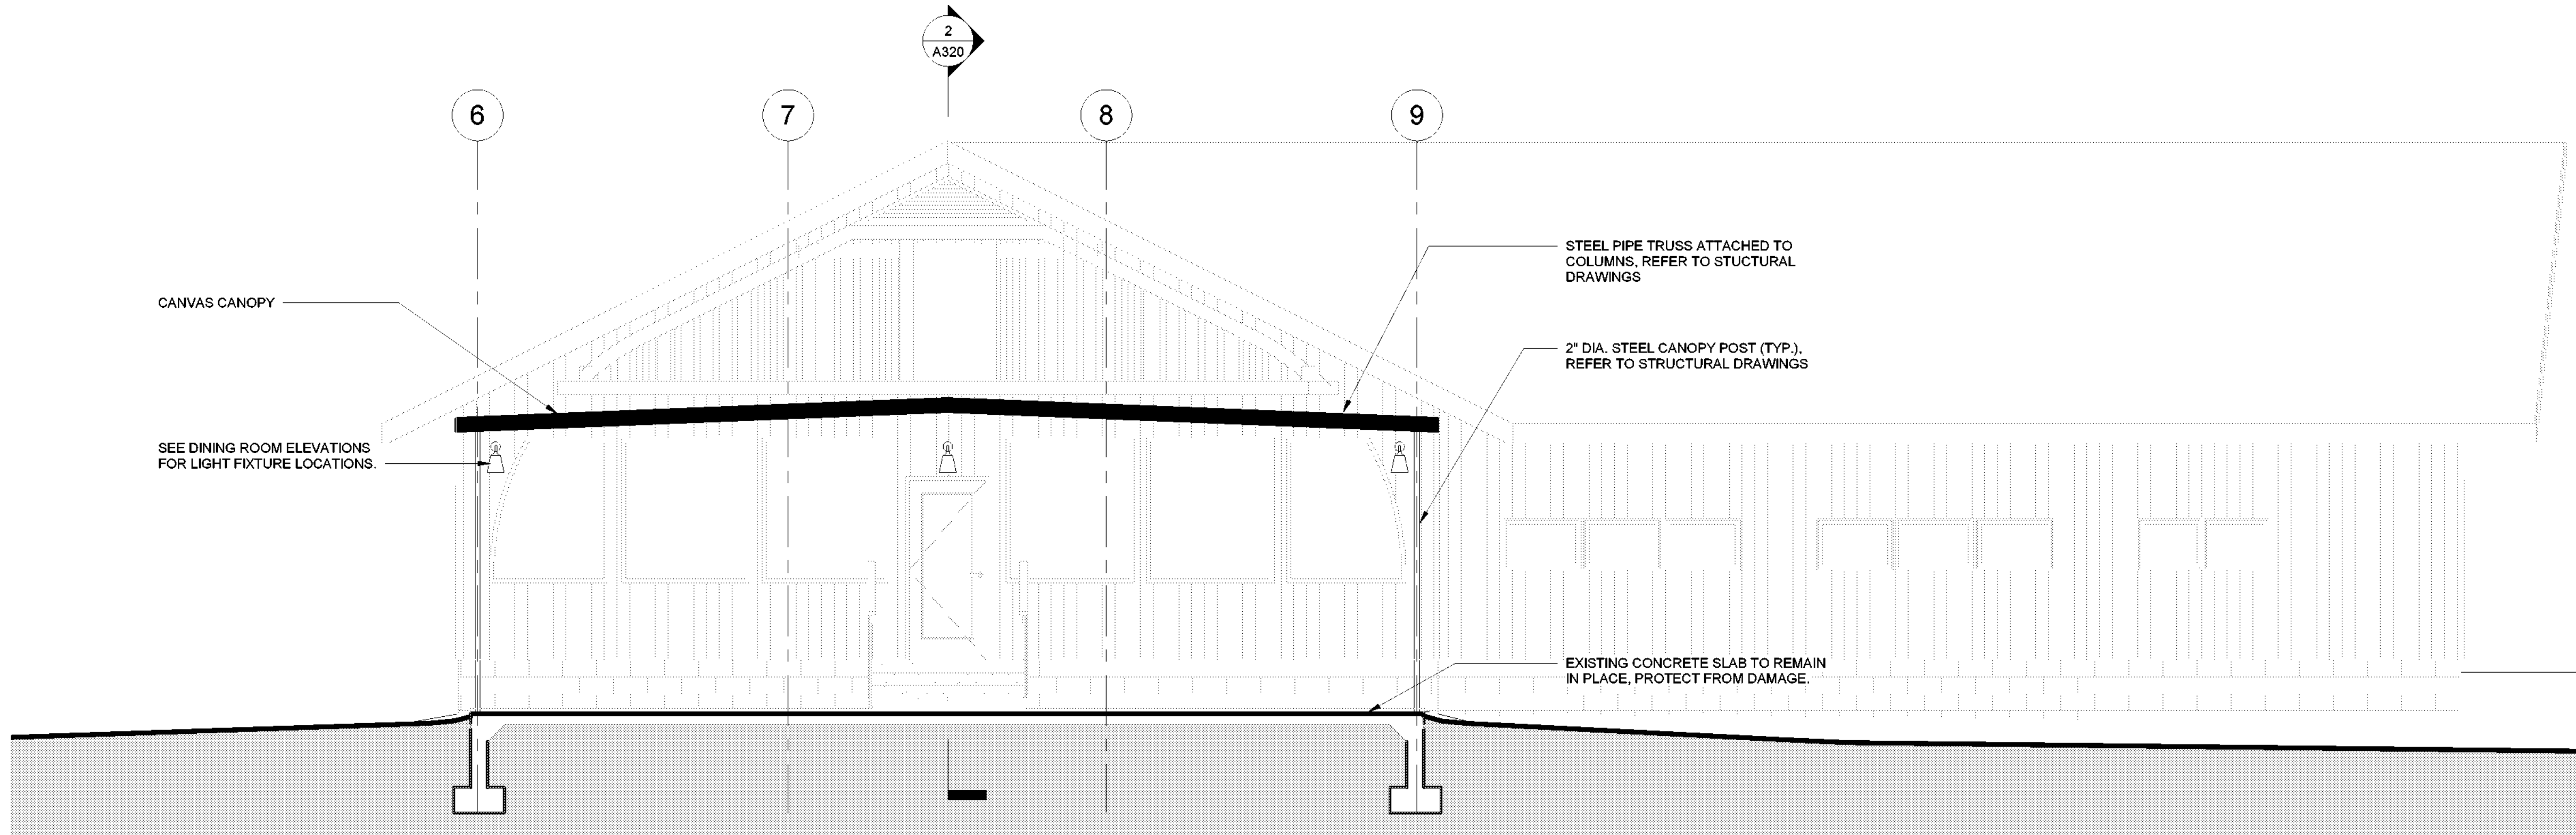 2
A320
6
7
8
9
STEEL PIPE TRUSS ATTACHED TO
COLUMNS, REFER TO STUCTURAL
DRAWINGS
CANVAS CANOPY
2" DIA. STEEL CANOPY POST (TYP.),
REFER TO STRUCTURAL DRAWINGS
SEE DINING ROOM ELEVATIONS
FOR LIGHT FIXTURE LOCATIONS.
EXISTING CONCRETE SLAB TO REMAIN
IN PLACE, PROTECT FROM DAMAGE.